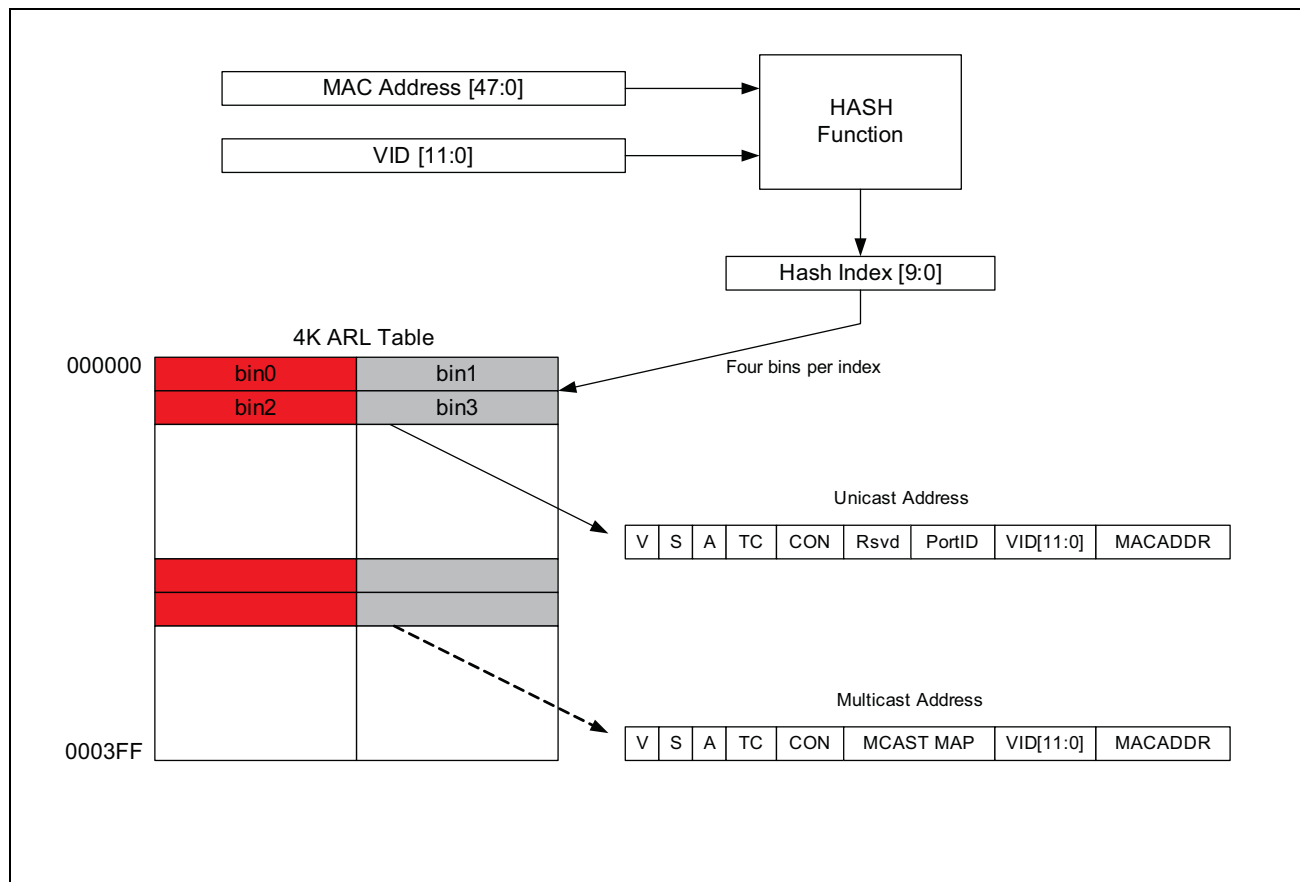 MAC Address [47:0]
HASH
Function
VID [11:0]
Hash Index [9:0]
4K ARL Table
000000
bin0 bin1
Four bins per index
bin2 bin3
Unicast Address
V S A TC CON Rsvd PortID VID[11:0] MACADDR
Multicast Address
V S A TC CON MCAST MAP VID[11:0] MACADDR
0003FF